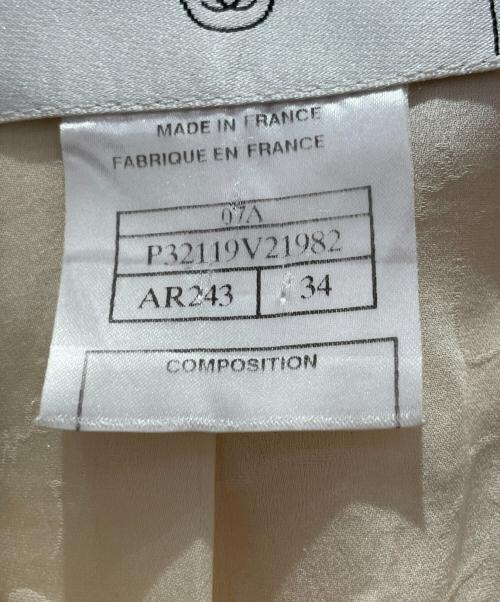 MADE IN FRANCE
FABRIQUE EN FRANCE
07A
P32119V21982
AR243 34
COMPOSITION